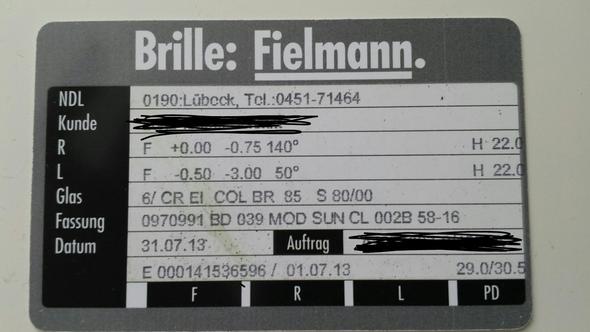 Brille: Fielmann.
NDL 0190:Lübeck, Tel.:0451-71464
Kunde
R F +0.00 -0.75 140° H 22.0
L F -0.50 -3.00 50° H 22.0
Glas 6/ CR EI COL BR 85 S 80/00
Fassung 0970991 BD 039 MOD SUN CL 002B 58-16
Datum 31.07.13 Auftrag
E 000141536596 / 01.07.13 29.0/30.5
F R L PD